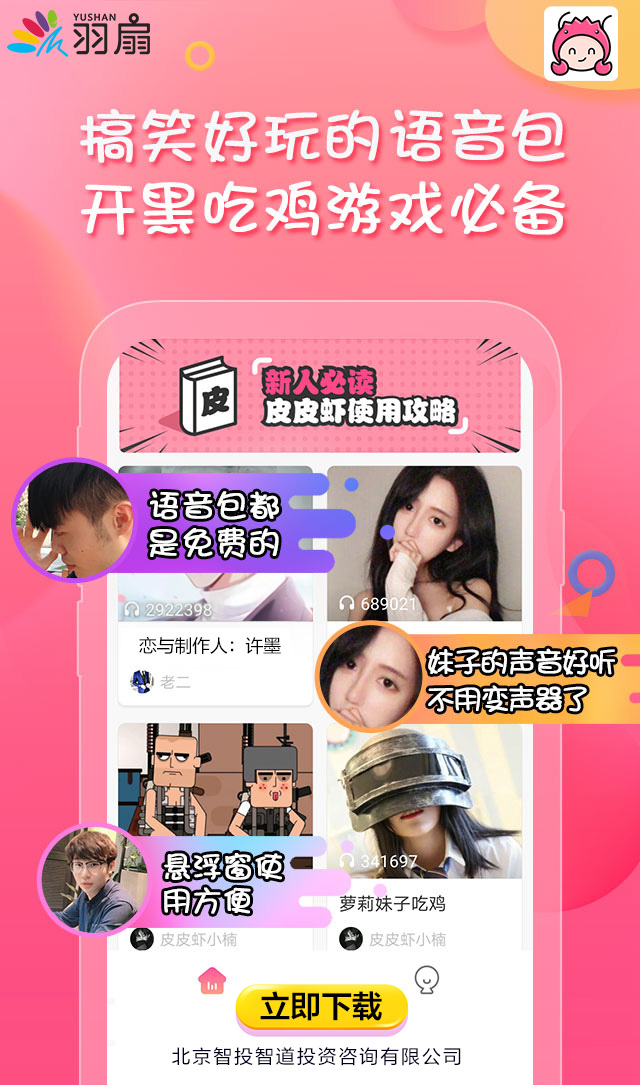 YUSHAN
羽扇
搞笑好玩的语音包
开黑吃鸡游戏必备
皮
新人必读
皮皮虾使用攻略
语音包都
是免费的
2922398
689021
恋与制作人：许墨
老二
妹子的声音好听
不用变声器了
341697
悬浮窗使
用方便
萝莉妹子吃鸡
皮皮虾小楠
皮皮虾小楠
立即下载
北京智投智道投资咨询有限公司